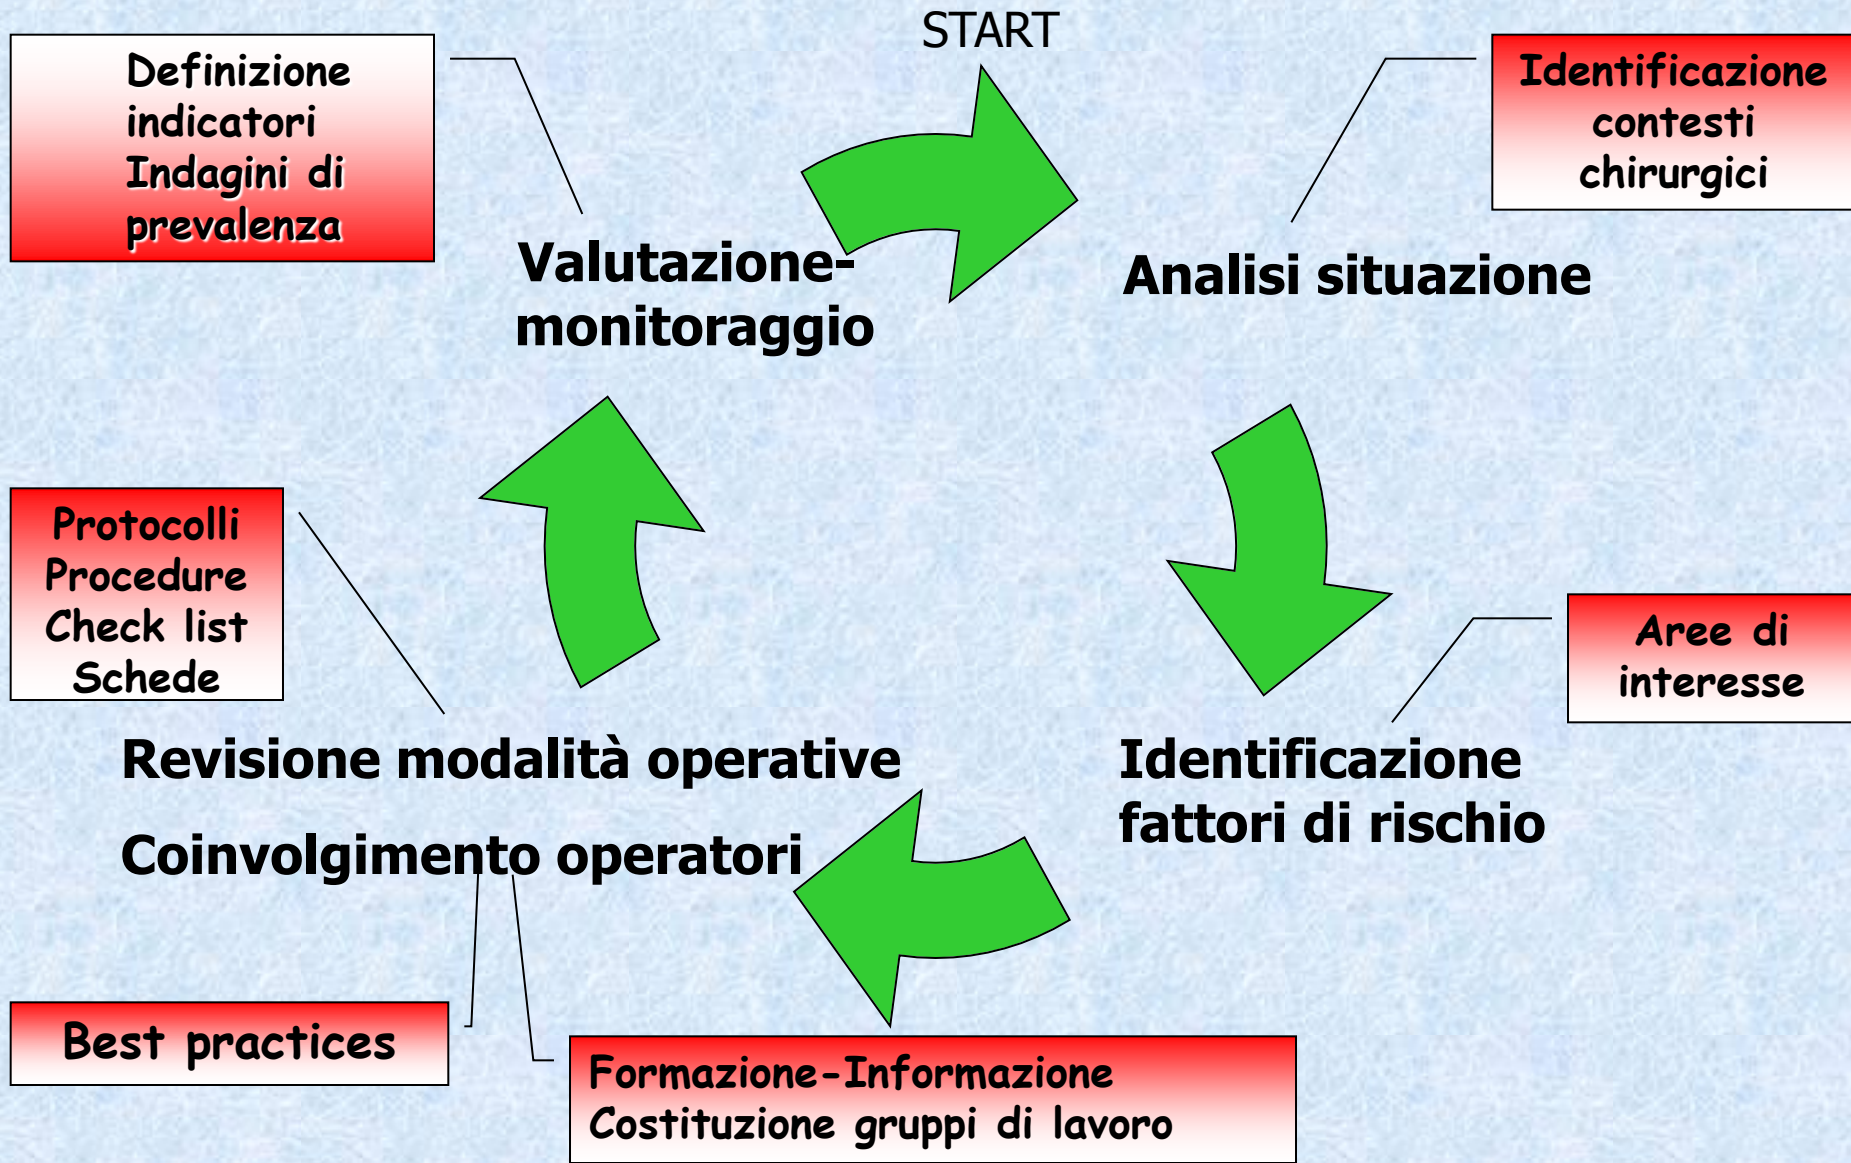 START
Definizione
indicatori
Indagini di
prevalenza
Identificazione
contesti
chirurgici
Valutazione-
monitoraggio
Analisi situazione
Protocolli
Procedure
Check list
Schede
Aree di
interesse
Revisione modalità operative
Coinvolgimento operatori
Identificazione
fattori di rischio
Best practices
Formazione-Informazione
Costituzione gruppi di lavoro